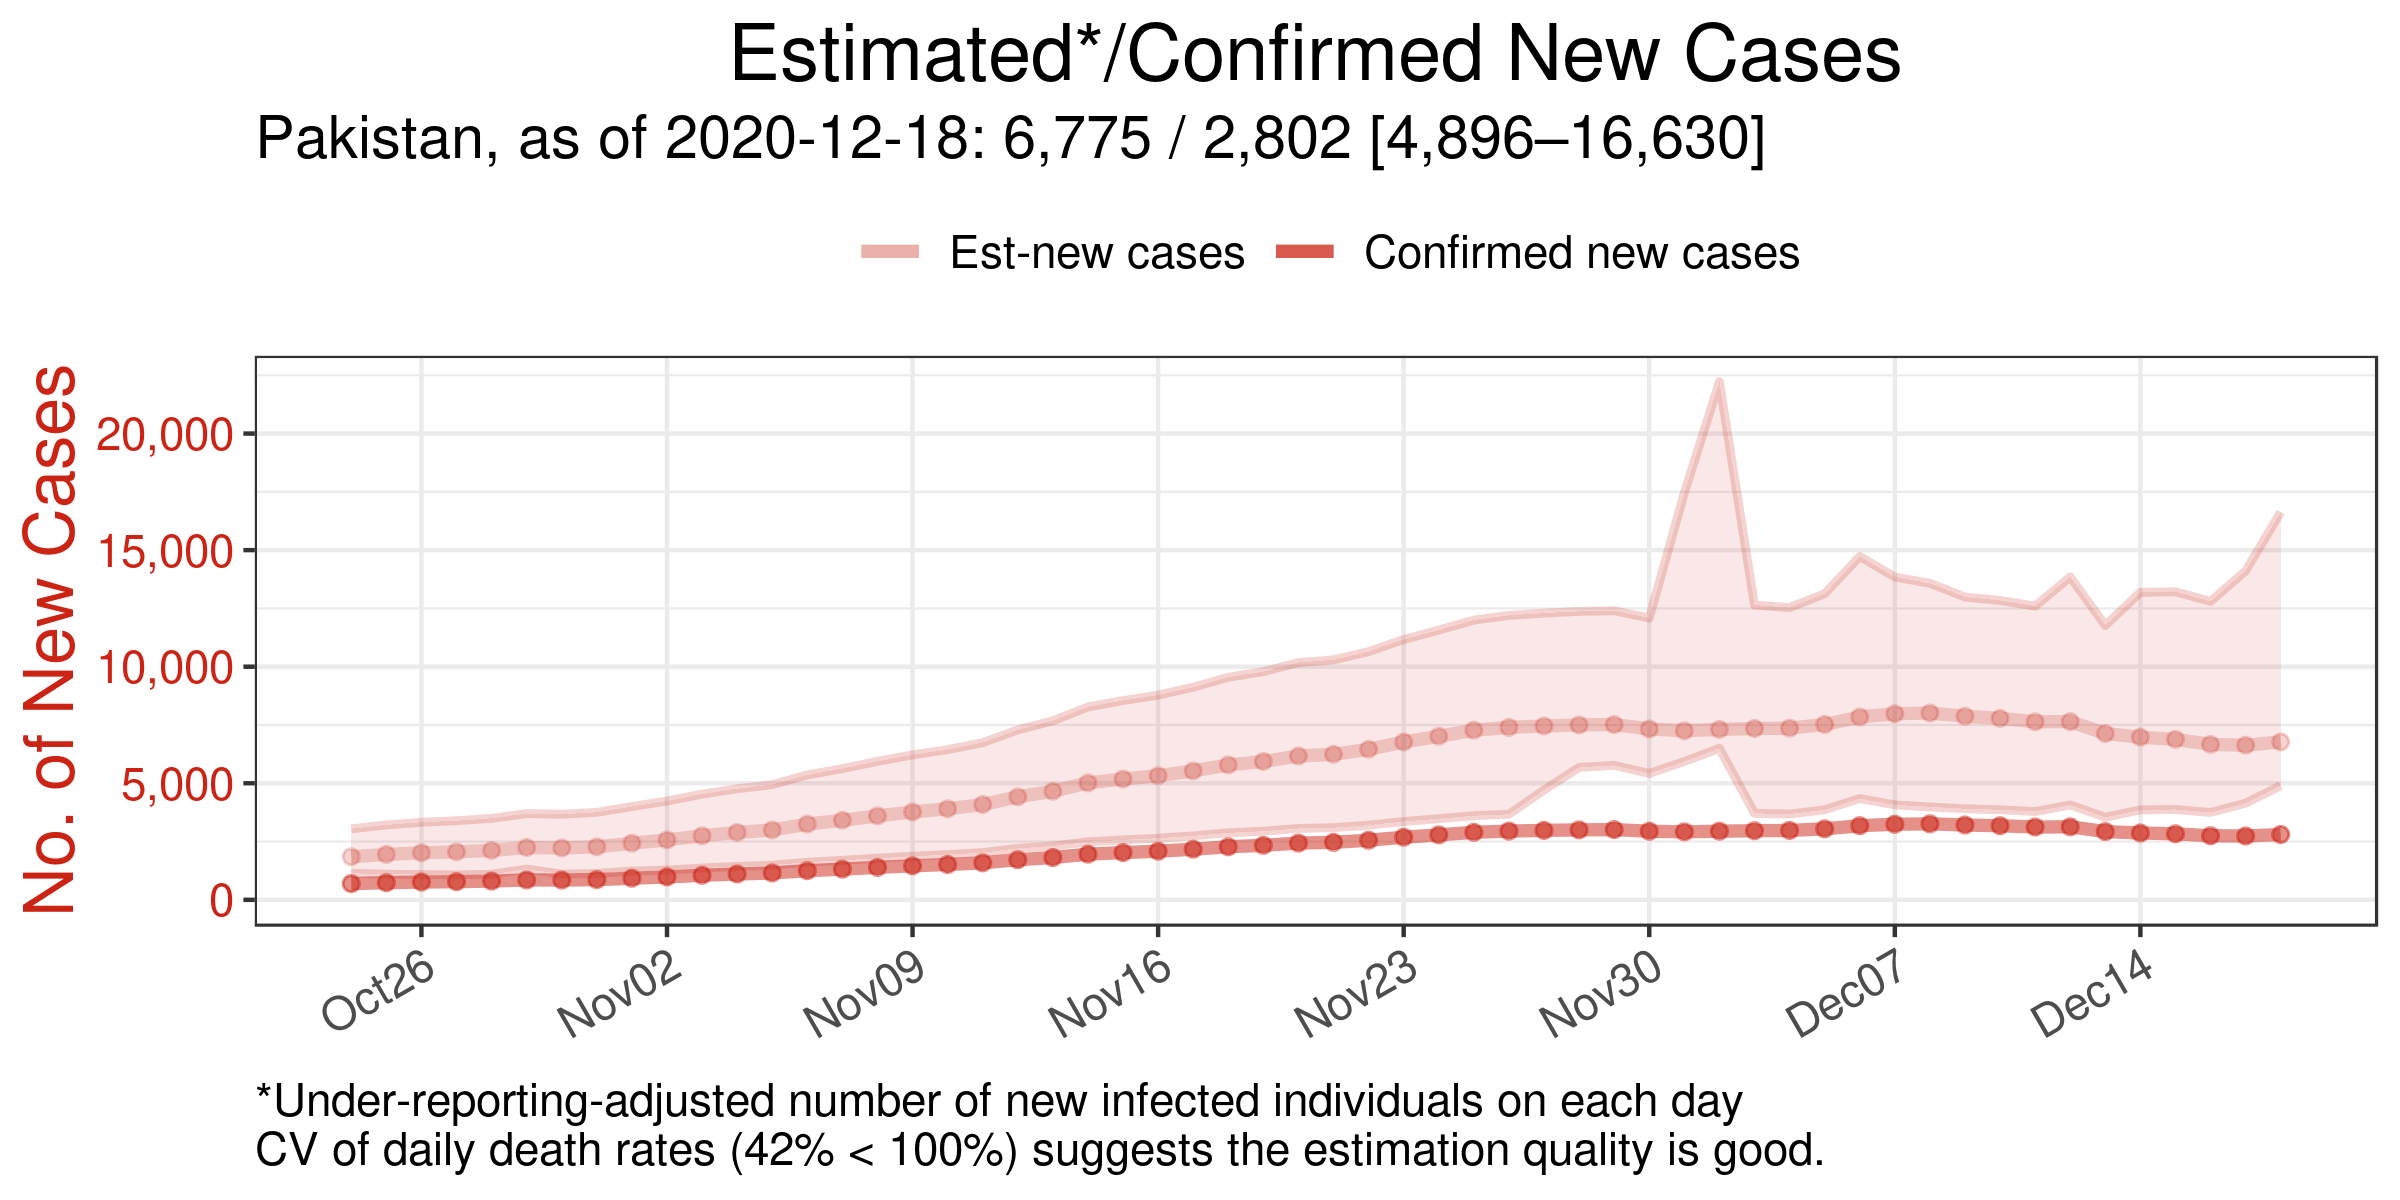 Estimated*/Confirmed New Cases
Pakistan, as of 2020-12-18: 6,775 / 2,802 [4,896–16,630]
Est-new cases Confirmed new cases
No. of New Cases
20,000
15,000
10,000
5,000
0
Oct26 Nov02 Nov09 Nov16 Nov23 Nov30 Dec07 Dec14
*Under-reporting-adjusted number of new infected individuals on each day
CV of daily death rates (42% < 100%) suggests the estimation quality is good.